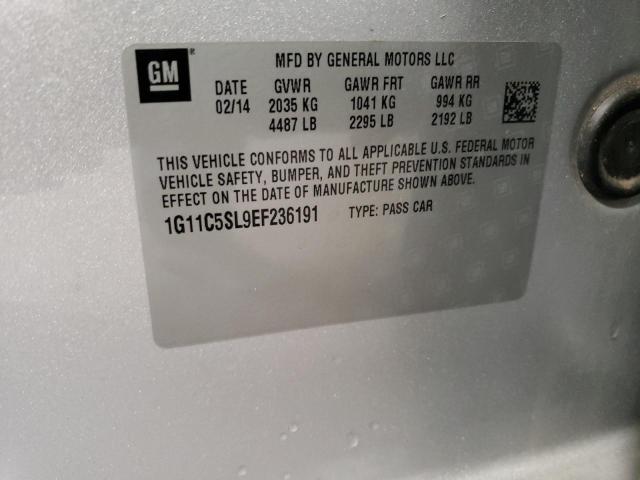 GM ®
MFD BY GENERAL MOTORS LLC
DATE GVWR GAWR FRT GAWR RR
02/14 2035 KG 1041 KG 994 KG
4487 LB 2295 LB 2192 LB
THIS VEHICLE CONFORMS TO ALL APPLICABLE U.S. FEDERAL MOTOR
VEHICLE SAFETY, BUMPER, AND THEFT PREVENTION STANDARDS IN
EFFECT ON THE DATE OF MANUFACTURE SHOWN ABOVE.
1G11C5SL9EF236191 TYPE: PASS CAR